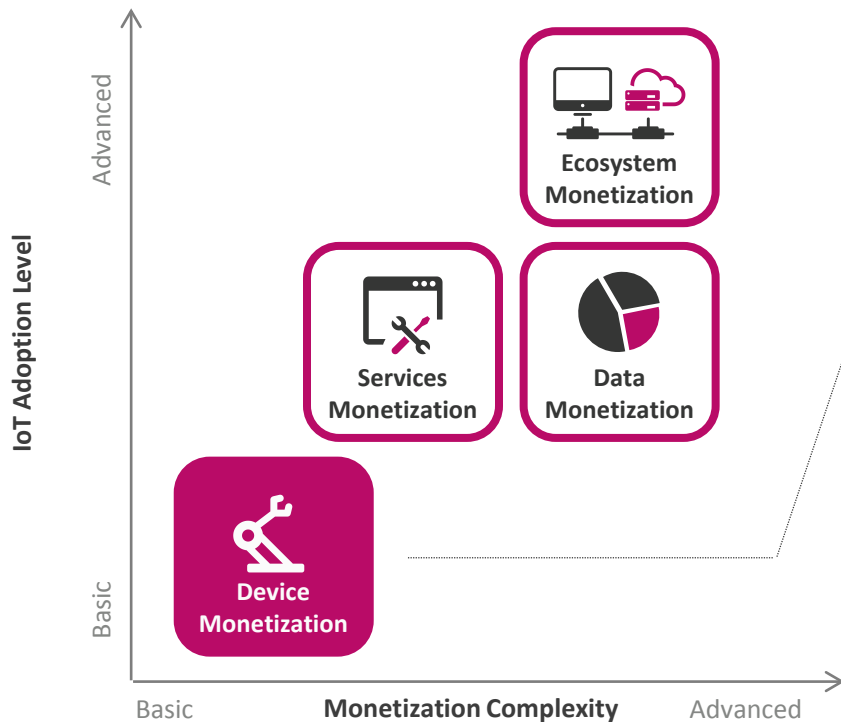 Advanced
Ecosystem
Monetization
IoT Adoption Level
Services
Monetization
Data
Monetization
Basic
Device
Monetization
Basic
Monetization Complexity
Advanced